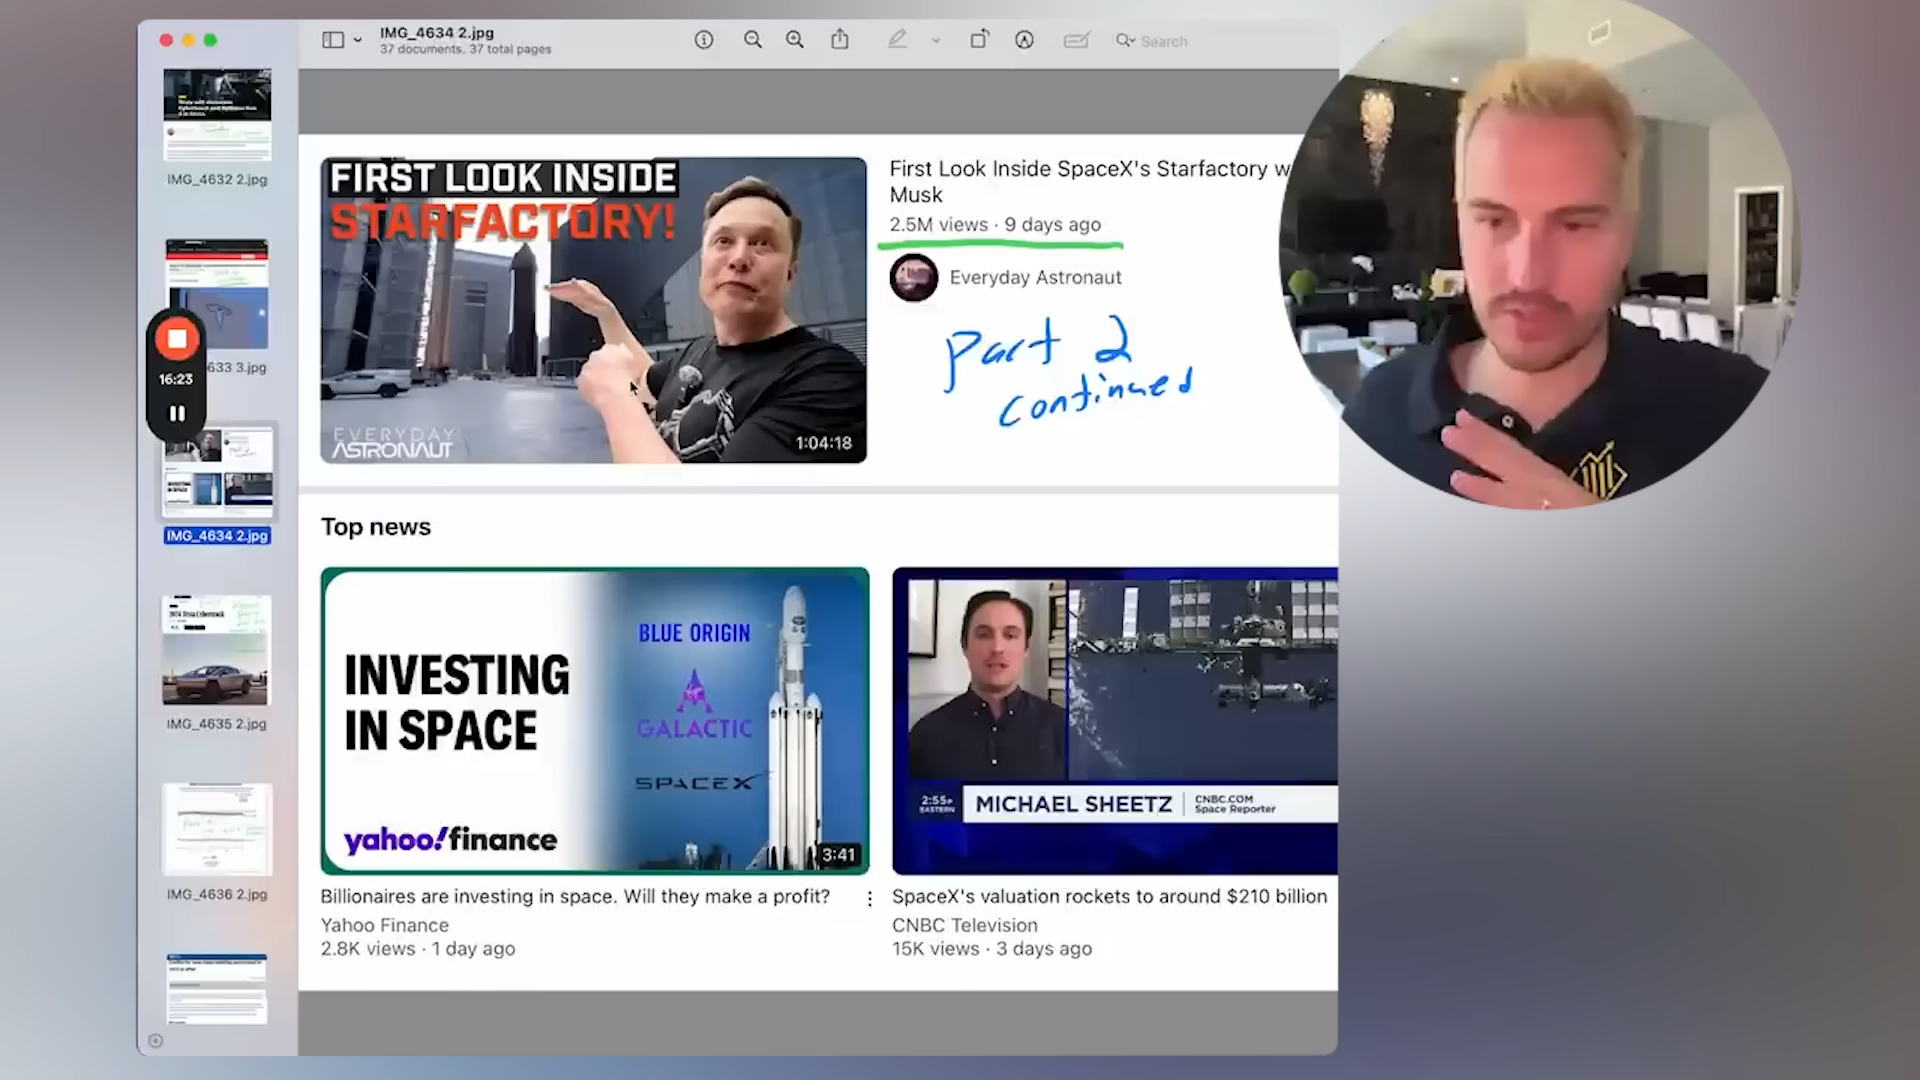 IMG_4634 2.jpg
37 documents, 37 total pages
Search
IMG_4632 2.jpg
633 3.jpg
16:23
IMG_4634 2.jpg
IMG_4635 2.jpg
IMG_4636 2.jpg
FIRST LOOK INSIDE
STARFACTORY!
EVERYDAY
ASTRONAUT
1:04:18
First Look Inside SpaceX's Starfactory w
Musk
2.5M views · 9 days ago
Everyday Astronaut
Part 2
continued
Top news
INVESTING
IN SPACE
yahoo!finance
BLUE ORIGIN
GALACTIC
SPACEX
3:41
Billionaires are investing in space. Will they make a profit?
Yahoo Finance
2.8K views · 1 day ago
2:55P
EASTERN
MICHAEL SHEETZ
CNBC.COM
Space Reporter
SpaceX's valuation rockets to around $210 billion
CNBC Television
15K views · 3 days ago